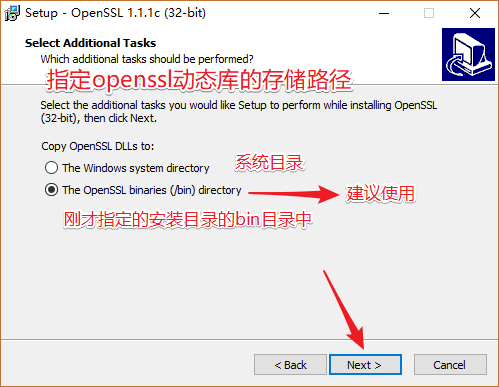 Setup - OpenSSL 1.1.1c (32-bit)
Select Additional Tasks
Which additional tasks should be performed?
指定openssl动态库的存储路径
Select the additional tasks you would like Setup to perform while installing OpenSSL
(32-bit), then click Next.
Copy OpenSSL DLLs to:
The Windows system directory
系统目录
The OpenSSL binaries (/bin) directory
建议使用
刚才指定的安装目录的bin目录中
< Back
Next >
Cancel